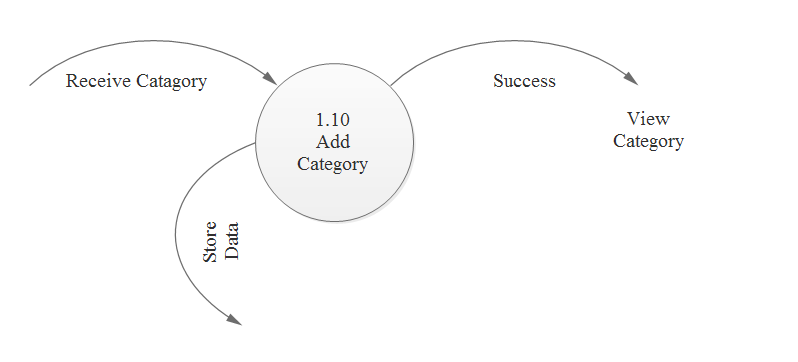 Receive Catagory
Success
1.10
Add
Category
View
Category
Store
Data